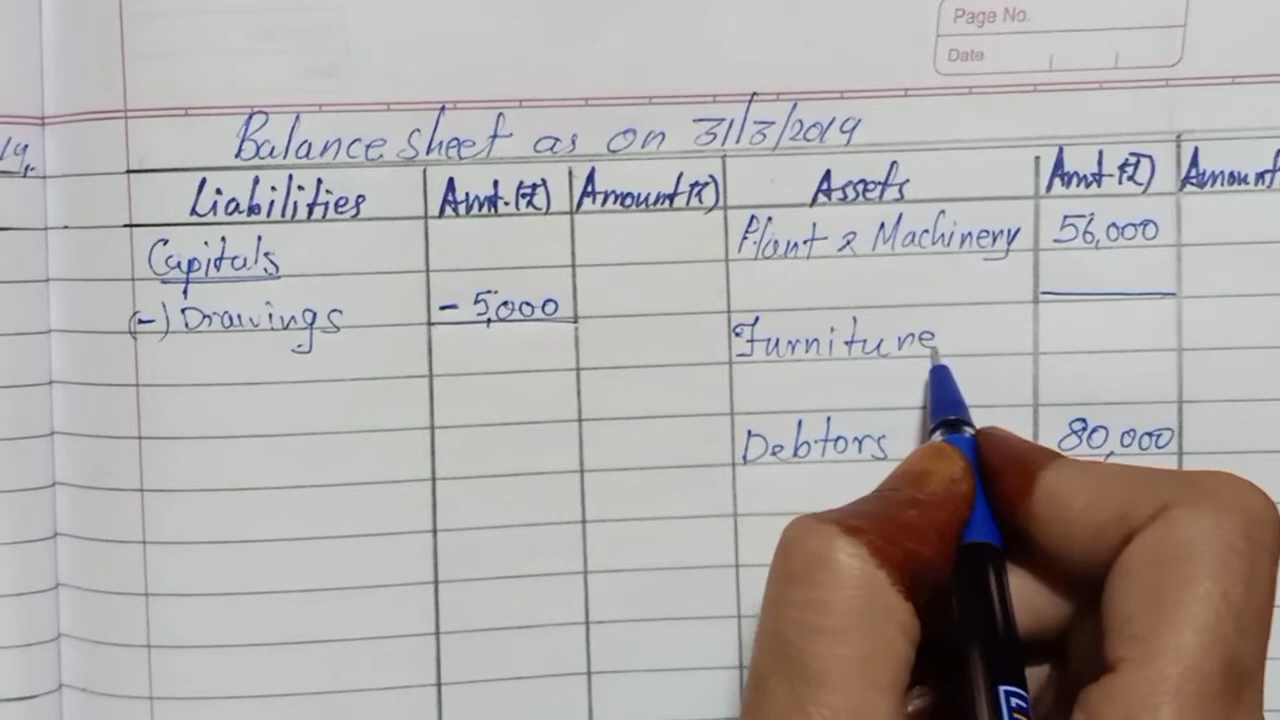 Page No.
Date
Balance sheet as on 31/3/2019
Liabilities Amt.(₹) Amount(₹) Assets Amt.(₹) Amount
Capitals Plant & Machinery 56,000
(-) Drawings - 5,000
Furniture
Debtors 80,000